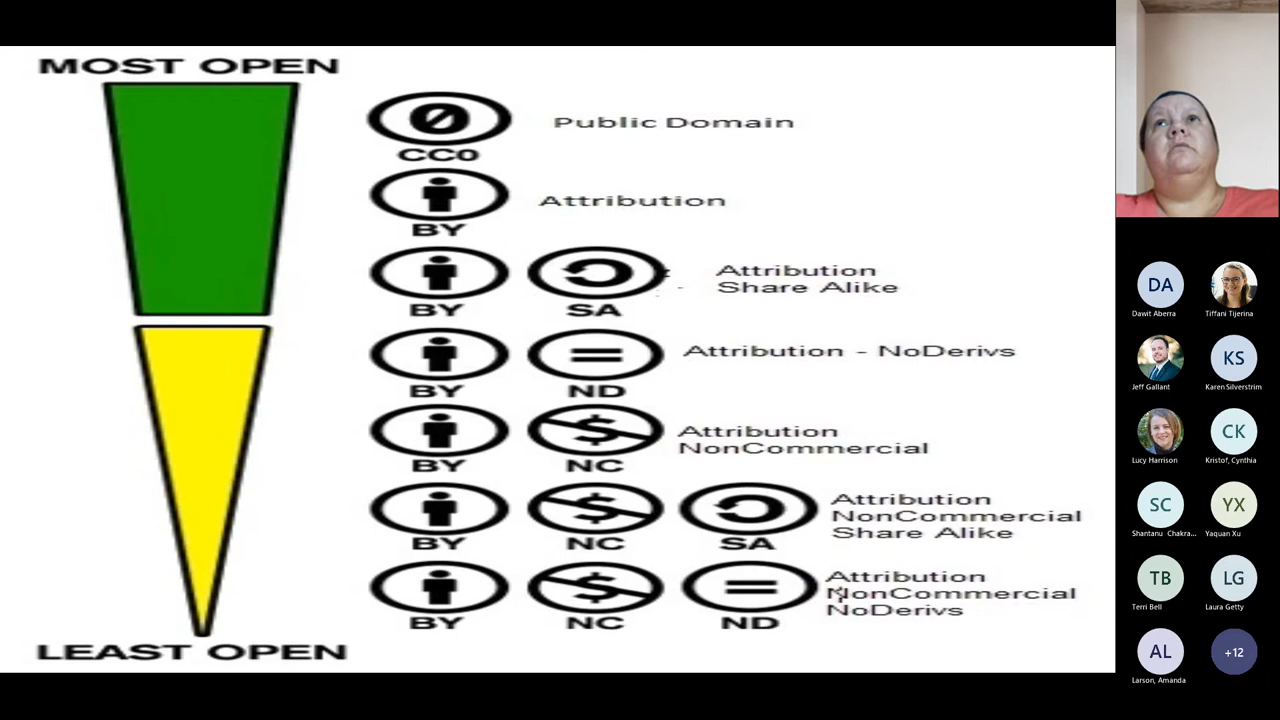 MOST OPEN
0
CC0
Public Domain
BY
Attribution
BY
SA
Attribution
Share Alike
BY
ND
Attribution - NoDerivs
BY
$
NC
Attribution
NonCommercial
BY
$
NC
SA
Attribution
NonCommercial
Share Alike
BY
$
NC
ND
Attribution
NonCommercial
NoDerivs
LEAST OPEN
DA
Dawit Aberra
Tiffani Tijerina
Jeff Gallant
KS
Karen Silverstrim
Lucy Harrison
CK
Kristof, Cynthia
SC
Shantanu Chakra...
YX
Yaquan Xu
TB
Terri Bell
LG
Laura Getty
AL
Larson, Amanda
+12